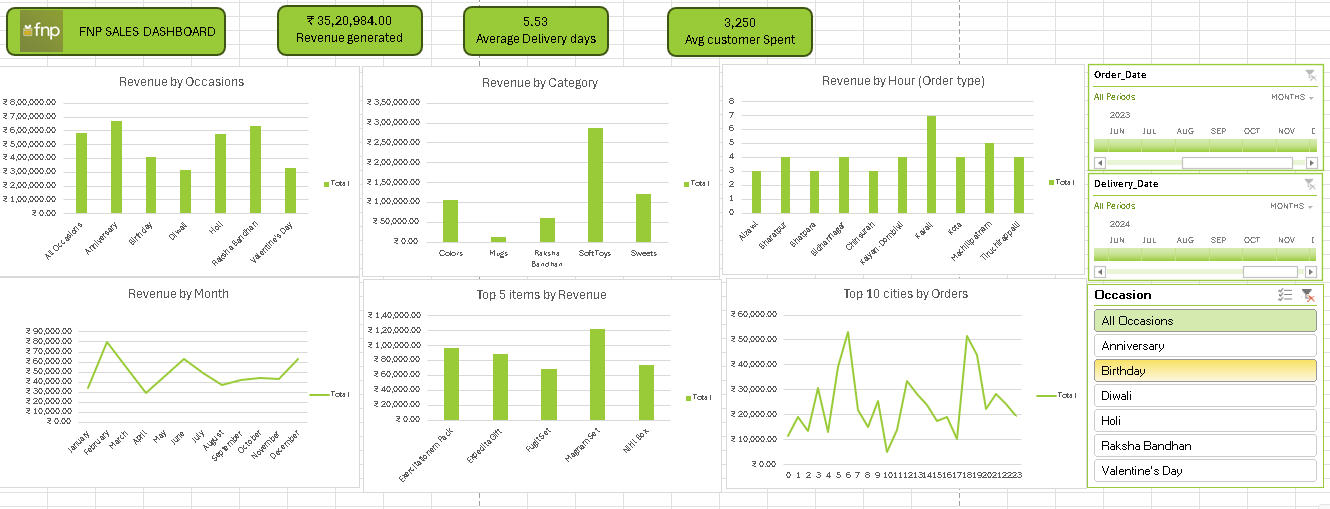 fnp
FNP SALES DASHBOARD
₹ 35,20,984.00
Revenue generated
5.53
Average Delivery days
3,250
Avg customer Spent
Revenue by Occasions
₹ 8,00,000.00
₹ 7,00,000.00
₹ 6,00,000.00
₹ 5,00,000.00
₹ 4,00,000.00
₹ 3,00,000.00
₹ 2,00,000.00
₹ 1,00,000.00
₹ 0.00
All Occasions
Anniversary
Birthday
Diwali
Holi
Raksha Bandhan
Valentine's Day
Total
Revenue by Category
₹ 3,50,000.00
₹ 3,00,000.00
₹ 2,50,000.00
₹ 2,00,000.00
₹ 1,50,000.00
₹ 1,00,000.00
₹ 50,000.00
₹ 0.00
Colors
Mugs
Raksha
Bandhan
Soft Toys
Sweets
Total
Revenue by Hour (Order type)
8
7
6
5
4
3
2
1
0
Aizawl
Bharatpur
Bhatpara
Bidhannagar
Chinsurah
Kalyan-Dombivli
Karali
Kota
Machilipatnam
Tiruchirappalli
Total
Order_Date
All Periods
MONTHS
2023
JUN JUL AUG SEP OCT NOV
Delivery_Date
All Periods
MONTHS
2024
JUN JUL AUG SEP OCT NOV
Revenue by Month
₹ 90,000.00
₹ 80,000.00
₹ 70,000.00
₹ 60,000.00
₹ 50,000.00
₹ 40,000.00
₹ 30,000.00
₹ 20,000.00
₹ 10,000.00
₹ 0.00
January
February
March
April
May
June
July
August
September
October
November
December
Total
Top 5 items by Revenue
₹ 1,40,000.00
₹ 1,20,000.00
₹ 1,00,000.00
₹ 80,000.00
₹ 60,000.00
₹ 40,000.00
₹ 20,000.00
₹ 0.00
Exercitationem Pack
Expedita Gift
Fugit Set
Magnam Set
Nihil Box
Total
Top 10 cities by Orders
₹ 60,000.00
₹ 50,000.00
₹ 40,000.00
₹ 30,000.00
₹ 20,000.00
₹ 10,000.00
₹ 0.00
0 1 2 3 4 5 6 7 8 9 10 11 12 13 14 15 16 17 18 19 20 21 22 23
Total
Occasion
All Occasions
Anniversary
Birthday
Diwali
Holi
Raksha Bandhan
Valentine's Day